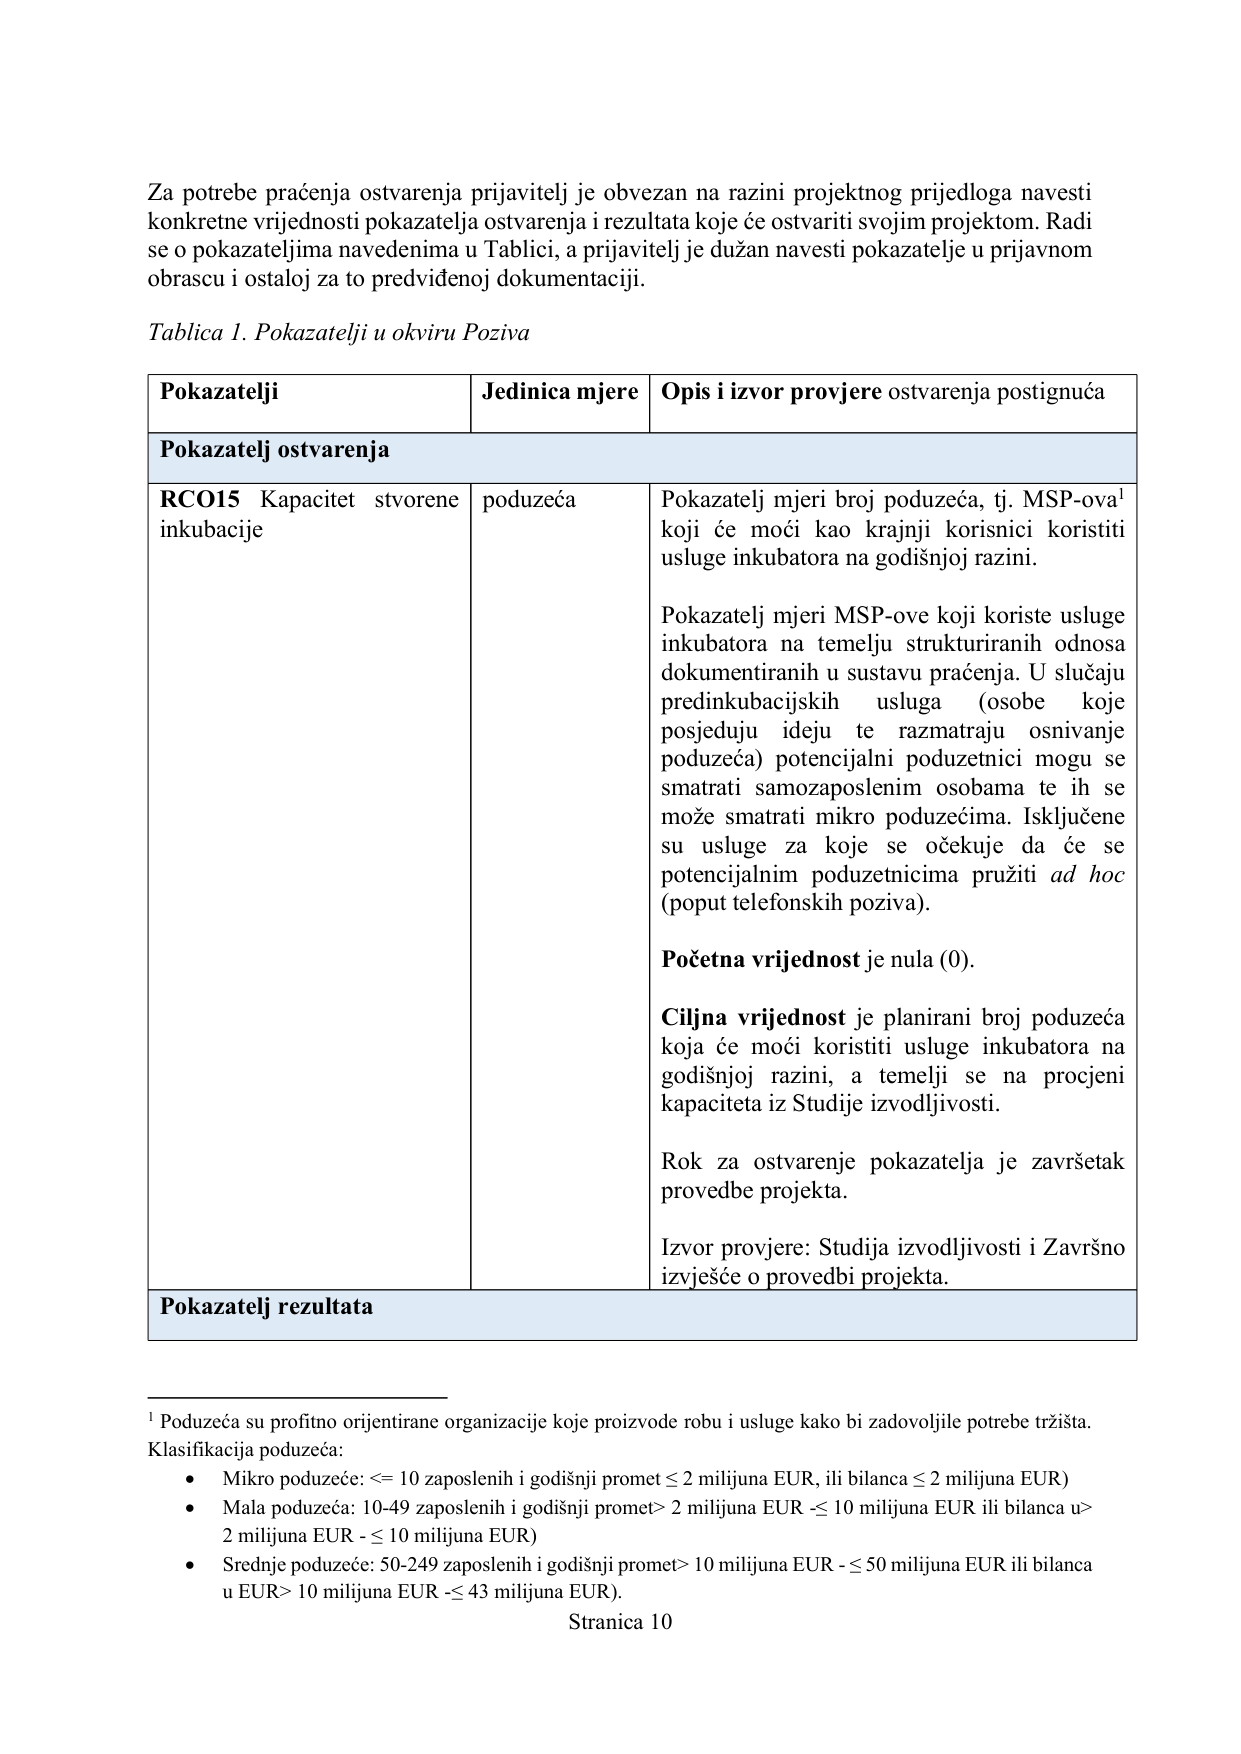 Za potrebe praćenja ostvarenja prijavitelj je obvezan na razini projektnog prijedloga navesti
konkretne vrijednosti pokazatelja ostvarenja i rezultata koje će ostvariti svojim projektom. Radi
se o pokazateljima navedenima u Tablici, a prijavitelj je dužan navesti pokazatelje u prijavnom
obrascu i ostaloj za to predviđenoj dokumentaciji.
Tablica 1. Pokazatelji u okviru Poziva
Pokazatelji
Jedinica mjere
Opis i izvor provjere ostvarenja postignuća
Pokazatelj ostvarenja
RCO15 Kapacitet stvorene
inkubacije
poduzeća
Pokazatelj mjeri broj poduzeća, tj. MSP-ova1
koji će moći kao krajnji korisnici koristiti
usluge inkubatora na godišnjoj razini.
Pokazatelj mjeri MSP-ove koji koriste usluge
inkubatora na temelju strukturiranih odnosa
dokumentiranih u sustavu praćenja. U slučaju
predinkubacijskih usluga (osobe koje
posjeduju ideju te razmatraju osnivanje
poduzeća) potencijalni poduzetnici mogu se
smatrati samozaposlenim osobama te ih se
može smatrati mikro poduzećima. Isključene
su usluge za koje se očekuje da će se
potencijalnim poduzetnicima pružiti ad hoc
(poput telefonskih poziva).
Početna vrijednost je nula (0).
Ciljna vrijednost je planirani broj poduzeća
koja će moći koristiti usluge inkubatora na
godišnjoj razini, a temelji se na procjeni
kapaciteta iz Studije izvodljivosti.
Rok za ostvarenje pokazatelja je završetak
provedbe projekta.
Izvor provjere: Studija izvodljivosti i Završno
izvješće o provedbi projekta.
Pokazatelj rezultata
1 Poduzeća su profitno orijentirane organizacije koje proizvode robu i usluge kako bi zadovoljile potrebe tržišta.
Klasifikacija poduzeća:
• Mikro poduzeće: <= 10 zaposlenih i godišnji promet ≤ 2 milijuna EUR, ili bilanca ≤ 2 milijuna EUR)
• Mala poduzeća: 10-49 zaposlenih i godišnji promet> 2 milijuna EUR -≤ 10 milijuna EUR ili bilanca u>
2 milijuna EUR - ≤ 10 milijuna EUR)
• Srednje poduzeće: 50-249 zaposlenih i godišnji promet> 10 milijuna EUR - ≤ 50 milijuna EUR ili bilanca
u EUR> 10 milijuna EUR -≤ 43 milijuna EUR).
Stranica 10